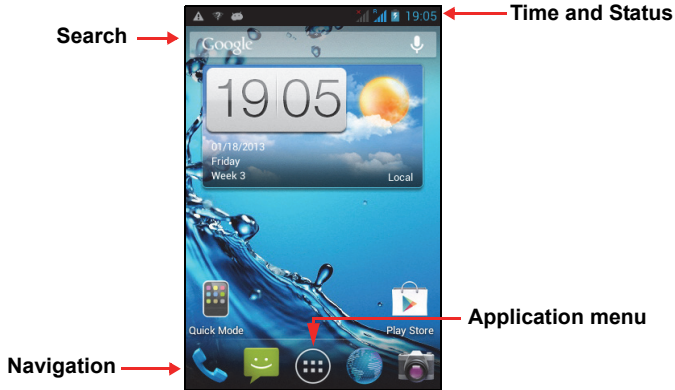 Time and Status
19:05
Search
Google
19 05
01/18/2013
Friday
Week 3
Local
Quick Mode
Play Store
Application menu
Navigation